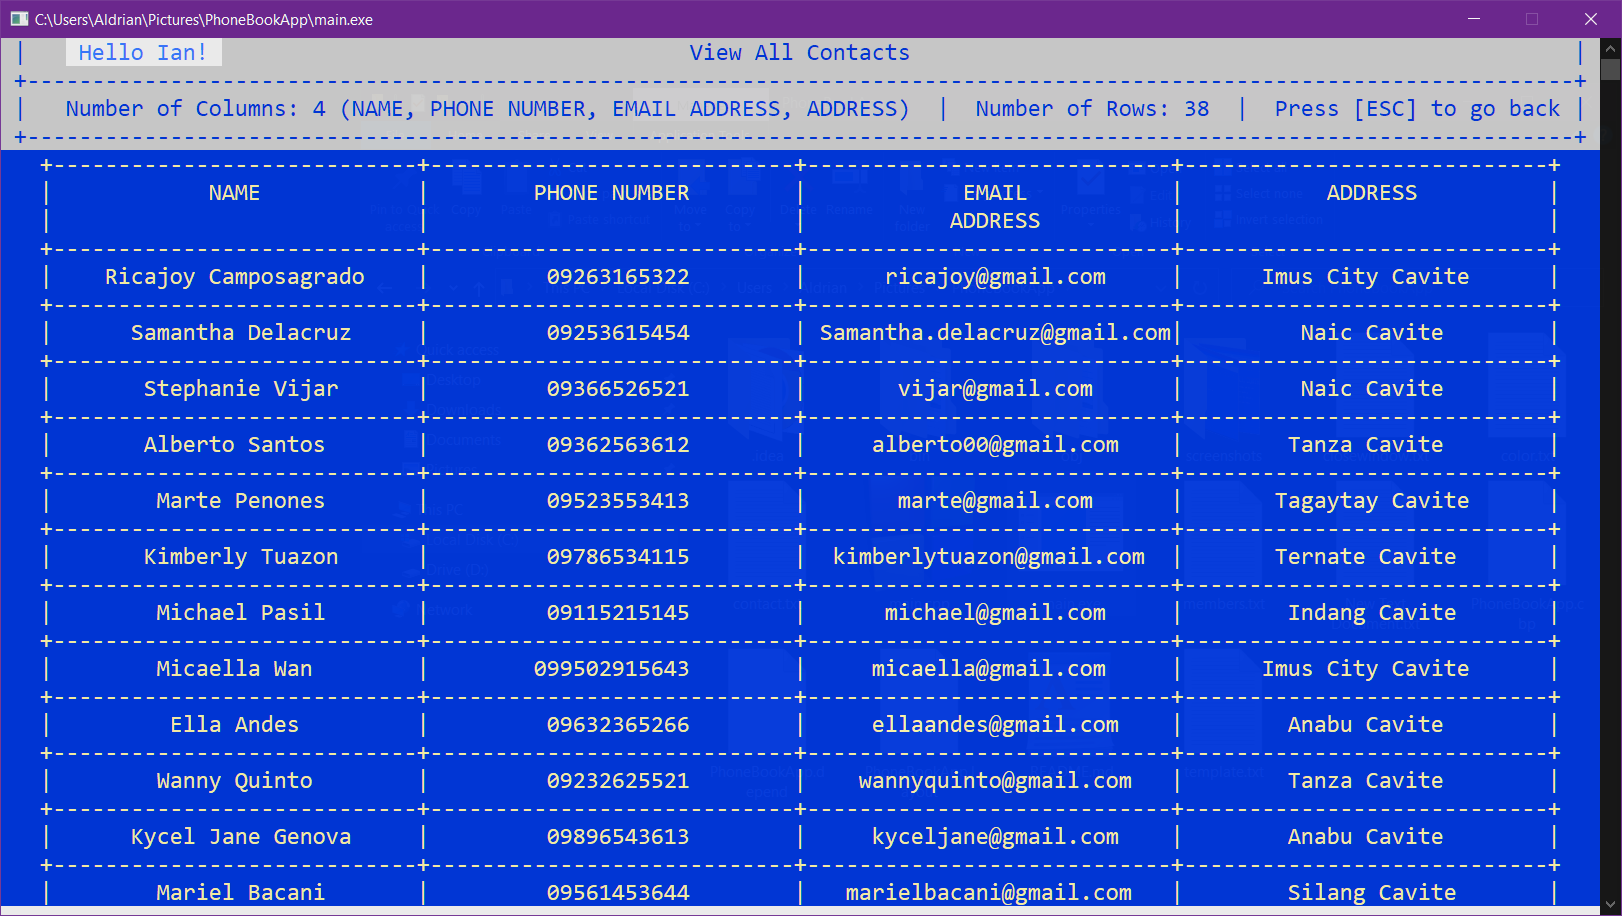 C:\Users\Aldrian\Pictures\PhoneBookApp\main.exe
Hello Ian! View All Contacts
Number of Columns: 4 (NAME, PHONE NUMBER, EMAIL ADDRESS, ADDRESS) | Number of Rows: 38 | Press [ESC] to go back
NAME | PHONE NUMBER | EMAIL | ADDRESS
ADDRESS
Ricajoy Camposagrado | 09263165322 | ricajoy@gmail.com | Imus City Cavite
Samantha Delacruz | 09253615454 | Samantha.delacruz@gmail.com | Naic Cavite
Stephanie Vijar | 09366526521 | vijar@gmail.com | Naic Cavite
Alberto Santos | 09362563612 | alberto00@gmail.com | Tanza Cavite
Marte Penones | 09523553413 | marte@gmail.com | Tagaytay Cavite
Kimberly Tuazon | 09786534115 | kimberlytuazon@gmail.com | Ternate Cavite
Michael Pasil | 09115215145 | michael@gmail.com | Indang Cavite
Micaella Wan | 099502915643 | micaella@gmail.com | Imus City Cavite
Ella Andes | 09632365266 | ellaandes@gmail.com | Anabu Cavite
Wanny Quinto | 09232625521 | wannyquinto@gmail.com | Tanza Cavite
Kycel Jane Genova | 09896543613 | kyceljane@gmail.com | Anabu Cavite
Mariel Bacani | 09561453644 | marielbacani@gmail.com | Silang Cavite